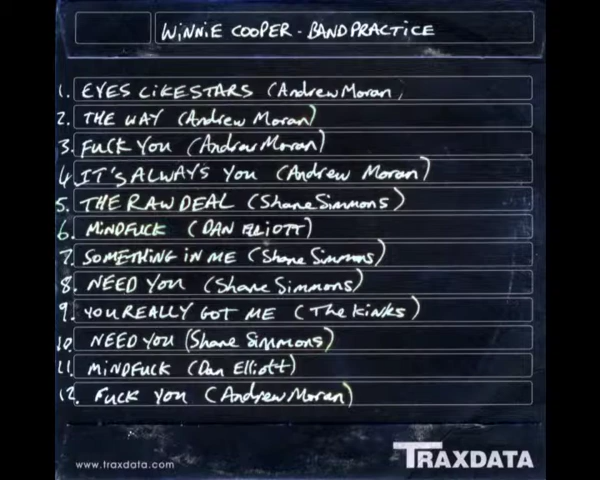 WINNIE COOPER - BAND PRACTICE
1. EYES LIKE STARS (Andrew Moran)
2. THE WAY (Andrew Moran)
3. FUCK YOU (Andrew Moran)
4. IT'S ALWAYS YOU (Andrew Moran)
5. THE RAW DEAL (Shane Simmons)
6. MINDFUCK (DAN ELLIOTT)
7. SOMETHING IN ME (Shane Simmons)
8. NEED YOU (Shane Simmons)
9. YOU REALLY GOT ME (The Kinks)
10. NEED YOU (Shane Simmons)
11. MINDFUCK (Dan Elliott)
12. FUCK YOU (Andrew Moran)
www.traxdata.com
TRAXDATA